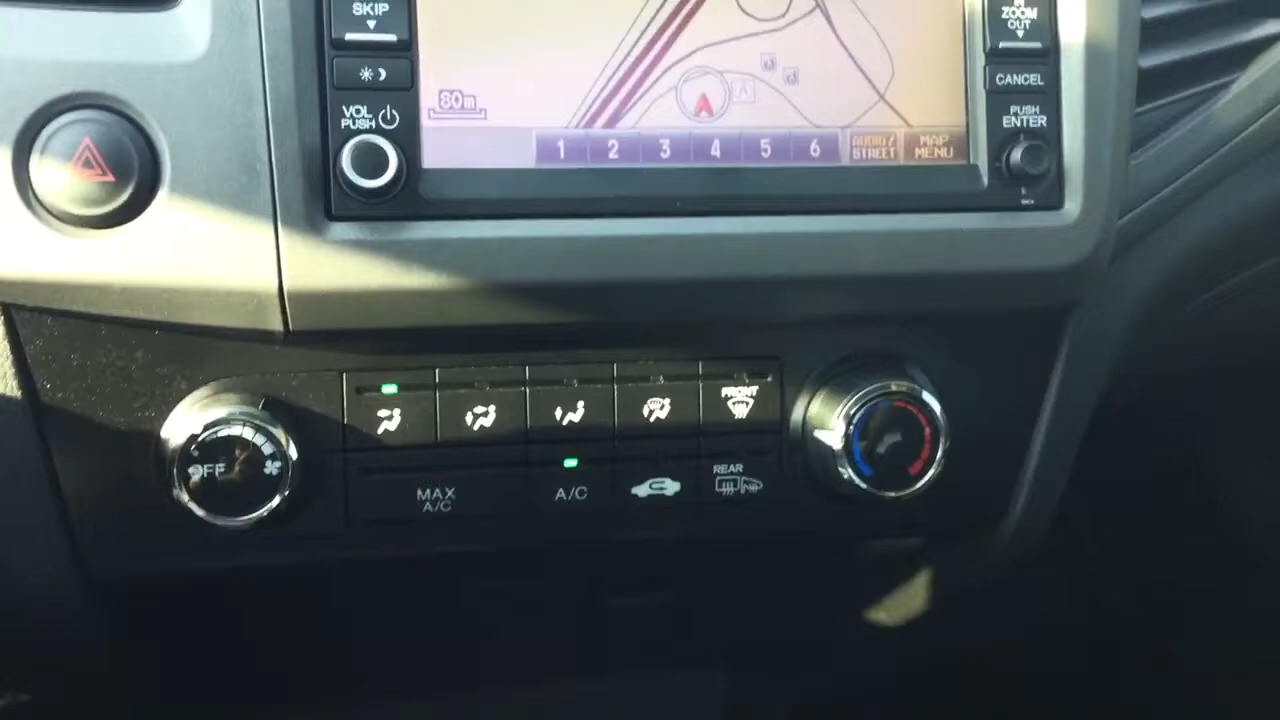 SKIP
ZOOM
OUT
CANCEL
VOL
PUSH
PUSH
ENTER
80m
A
1 2 3 4 5 6
AUDIO/
STREET
MAP
MENU
FRONT
OFF
MAX
A/C
A/C
REAR